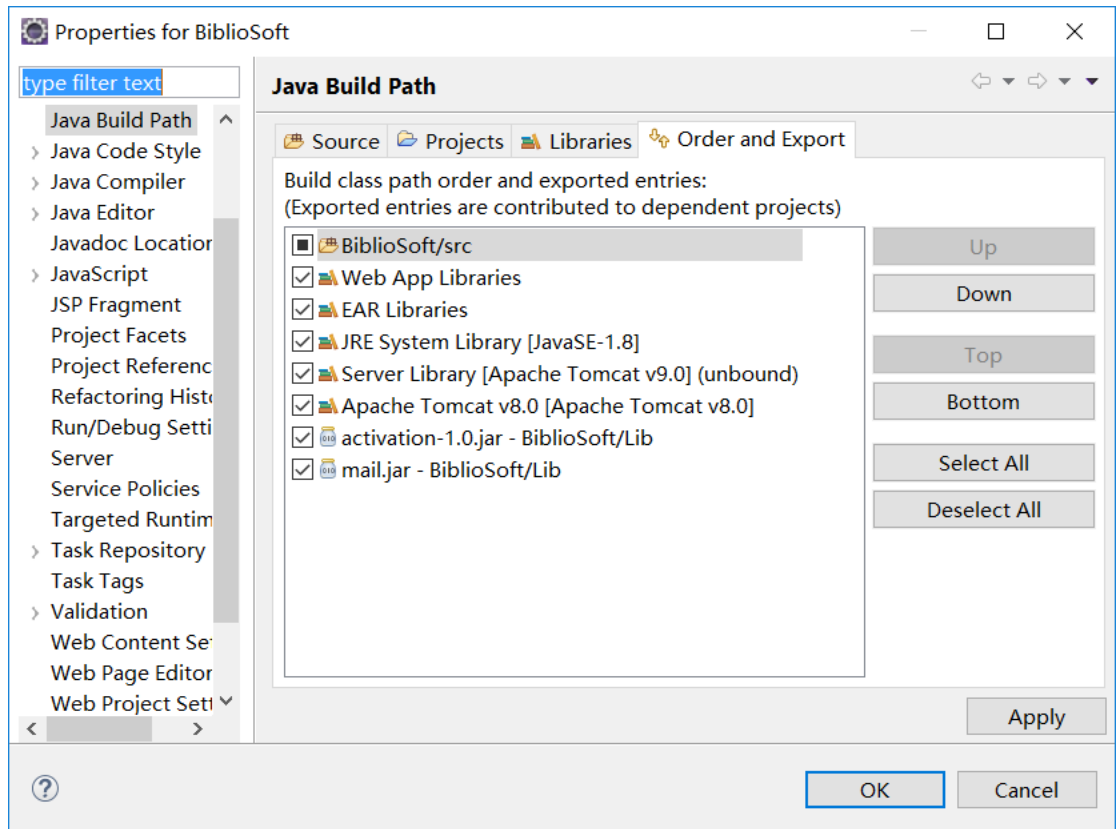 Properties for BiblioSoft
type filter text
Java Build Path
Java Code Style
Java Compiler
Java Editor
Javadoc Location
JavaScript
JSP Fragment
Project Facets
Project Referenc
Refactoring Histo
Run/Debug Setti
Server
Service Policies
Targeted Runtim
Task Repository
Task Tags
Validation
Web Content Set
Web Page Editor
Web Project Sett
Java Build Path
Source
Projects
Libraries
Order and Export
Build class path order and exported entries:
(Exported entries are contributed to dependent projects)
BiblioSoft/src
Web App Libraries
EAR Libraries
JRE System Library [JavaSE-1.8]
Server Library [Apache Tomcat v9.0] (unbound)
Apache Tomcat v8.0 [Apache Tomcat v8.0]
activation-1.0.jar - BiblioSoft/Lib
mail.jar - BiblioSoft/Lib
Up
Down
Top
Bottom
Select All
Deselect All
Apply
OK
Cancel